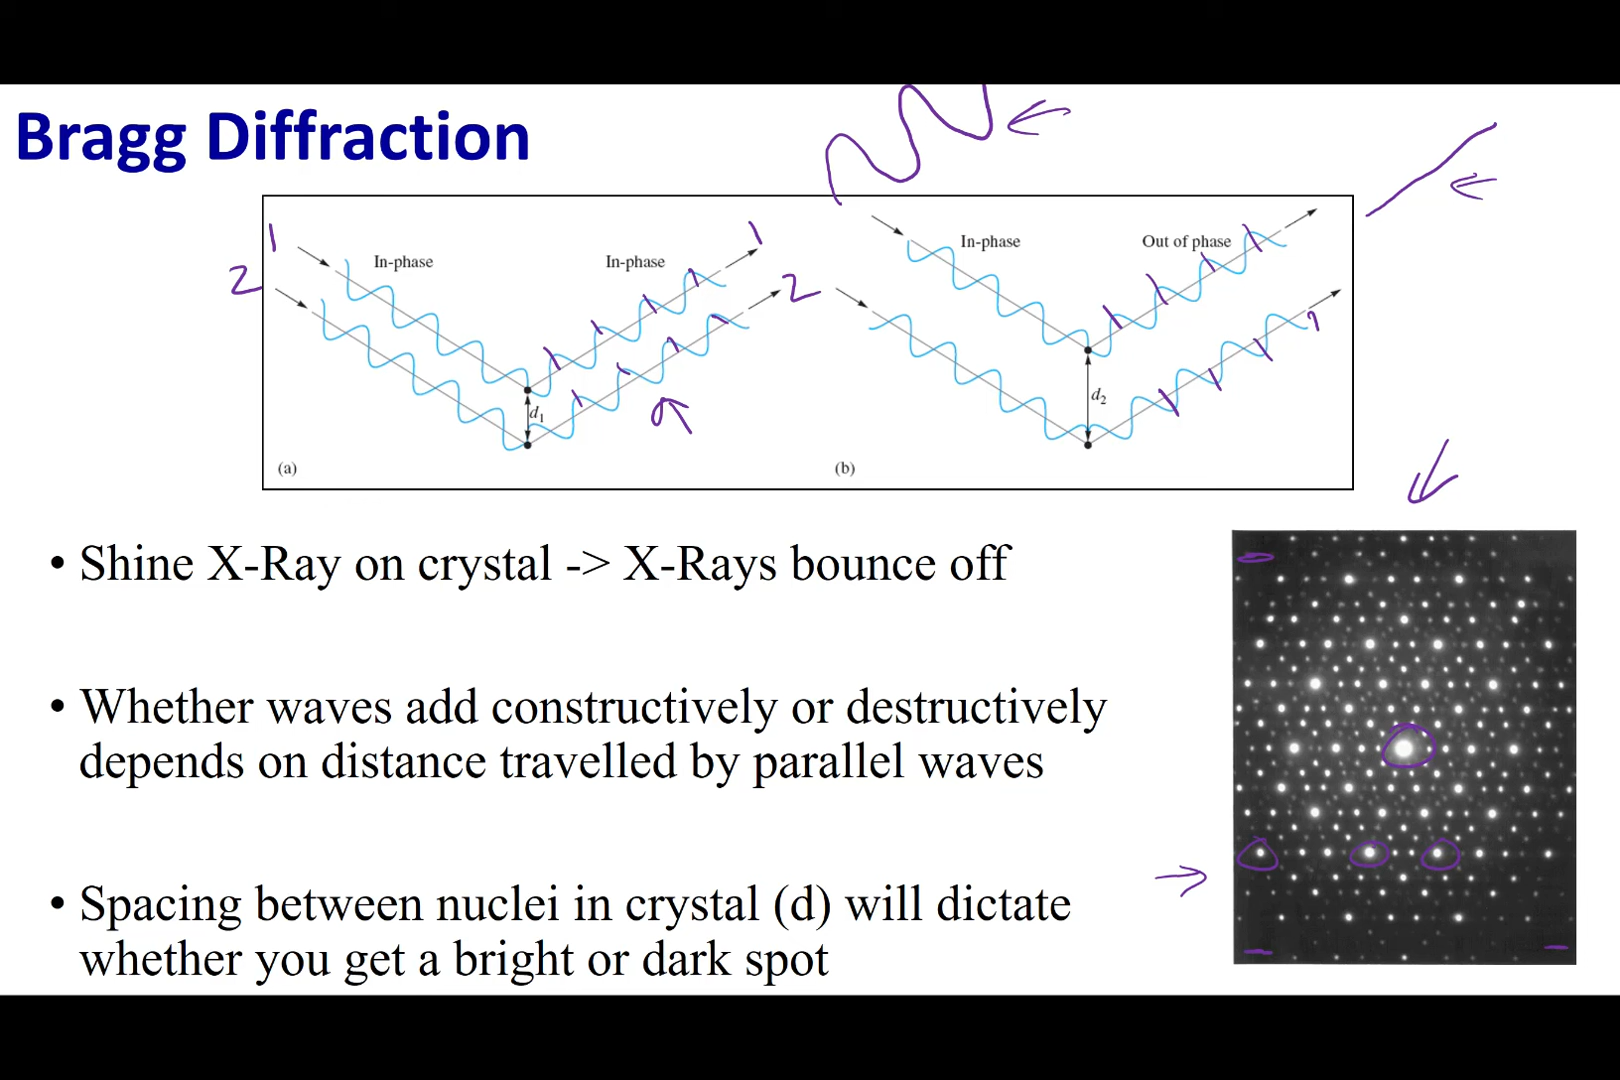 Bragg Diffraction
1
2
In-phase
In-phase
1
2
d1
(a)
In-phase
Out of phase
d2
(b)
• Shine X-Ray on crystal -> X-Rays bounce off
• Whether waves add constructively or destructively
depends on distance travelled by parallel waves
• Spacing between nuclei in crystal (d) will dictate
whether you get a bright or dark spot